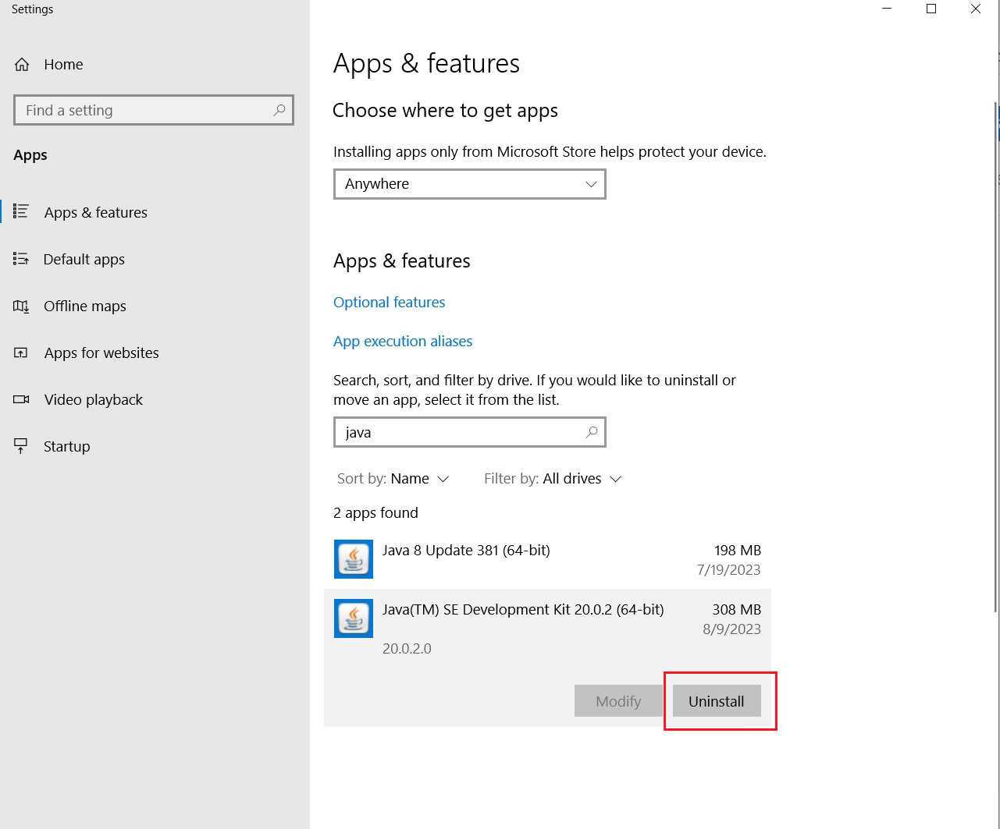 Settings
Home
Find a setting
Apps
Apps & features
Default apps
Offline maps
Apps for websites
Video playback
Startup
Apps & features
Choose where to get apps
Installing apps only from Microsoft Store helps protect your device.
Anywhere
Apps & features
Optional features
App execution aliases
Search, sort, and filter by drive. If you would like to uninstall or
move an app, select it from the list.
java
Sort by: Name
Filter by: All drives
2 apps found
Java 8 Update 381 (64-bit)
198 MB
7/19/2023
Java(TM) SE Development Kit 20.0.2 (64-bit)
308 MB
8/9/2023
20.0.2.0
Modify
Uninstall